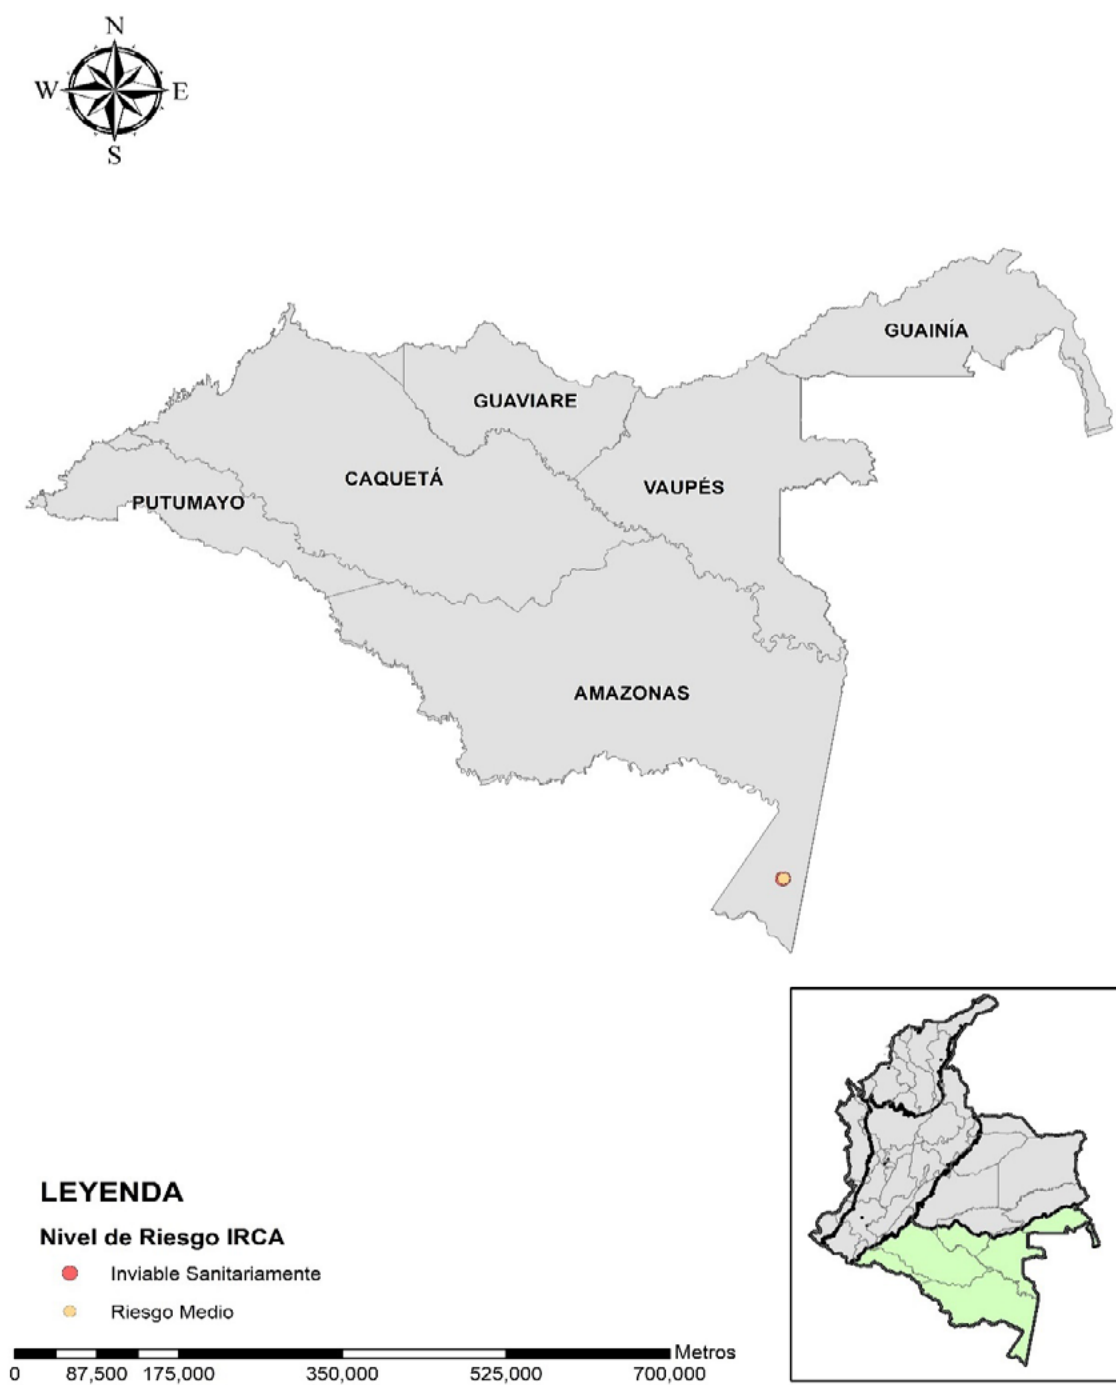 N
W E
S
GUAINÍA
GUAVIARE
CAQUETÁ
VAUPÉS
PUTUMAYO
AMAZONAS
LEYENDA
Nivel de Riesgo IRCA
Inviable Sanitariamente
Riesgo Medio
Metros
0 87,500 175,000 350,000 525,000 700,000